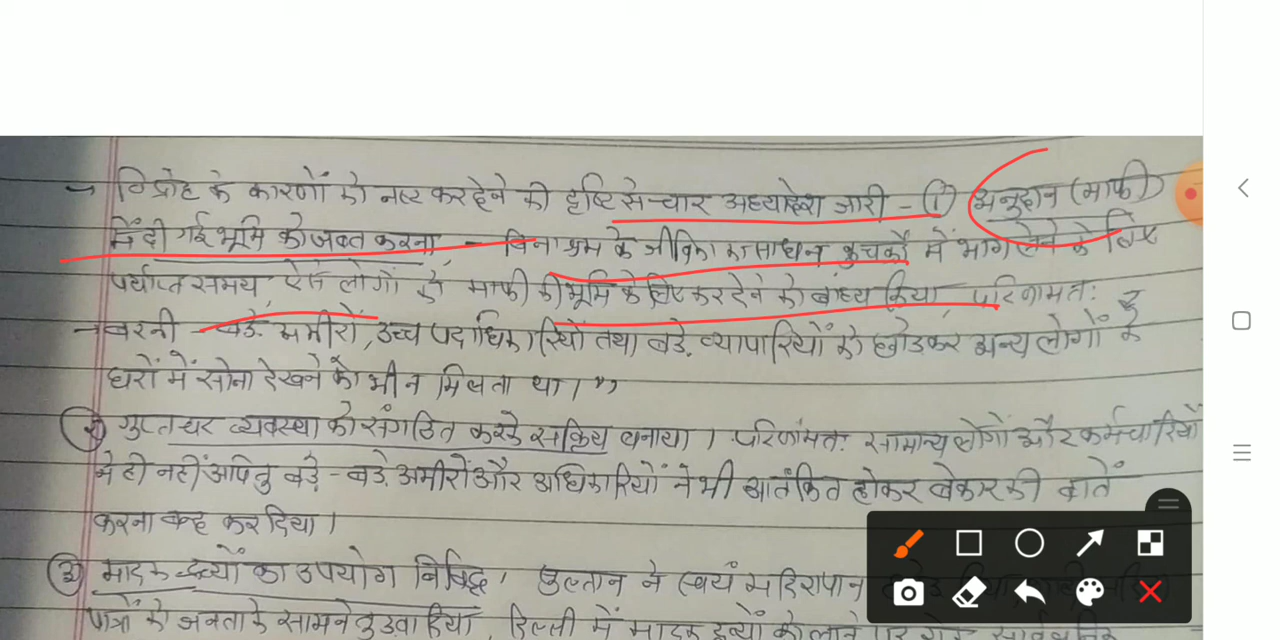 → विद्रोह के कारणों को नष्ट कर देने की दृष्टि से चार अध्यादेश जारी - (1) अनुदान (माफी)
में दी गई भूमि को जब्त करना, - बिना श्रम के जीविका का साधन कुचक्रों में भाग लेने के लिए
पर्याप्त समय, ऐसे लोगों को माफी की भूमि के लिए कर देने को बाध्य किया, परिणामतः
→ बरनी - बड़े अमीरों, उच्च पदाधिकारियों तथा बड़े व्यापारियों को छोडकर अन्य लोगों के
घरों में सोना देखने को भी न मिलता था।"
(2) गुप्तचर व्यवस्था को संगठित करके सक्रिय बनाया। परिणामतः सामान्य लोगों और कर्मचारियों
ने ही नहीं अपितु बड़े-बड़े अमीरों और अधिकारियों ने भी आतंकित होकर बेकार की बातें
करना बन्द कर दिया।
(3) मादक द्रव्यों का उपयोग निषिद्ध, सुल्तान ने स्वयं मदिरापान
पात्रों को जनता के सामने तुडवा दिया, दिल्ली में मादक द्रव्यों को लाने पर